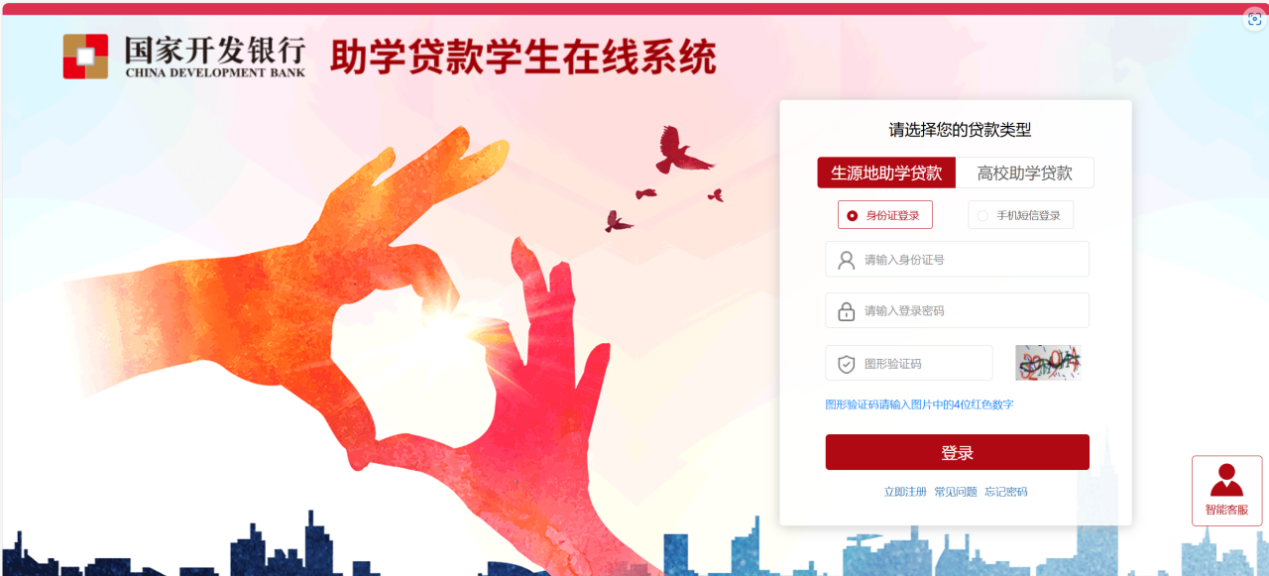 国家开发银行
CHINA DEVELOPMENT BANK
助学贷款学生在线系统
请选择您的贷款类型
生源地助学贷款 高校助学贷款
身份证登录 手机短信登录
请输入身份证号
请输入登录密码
图形验证码
图形验证码请输入图片中的4位红色数字
登录
立即注册 常见问题 忘记密码
智能客服